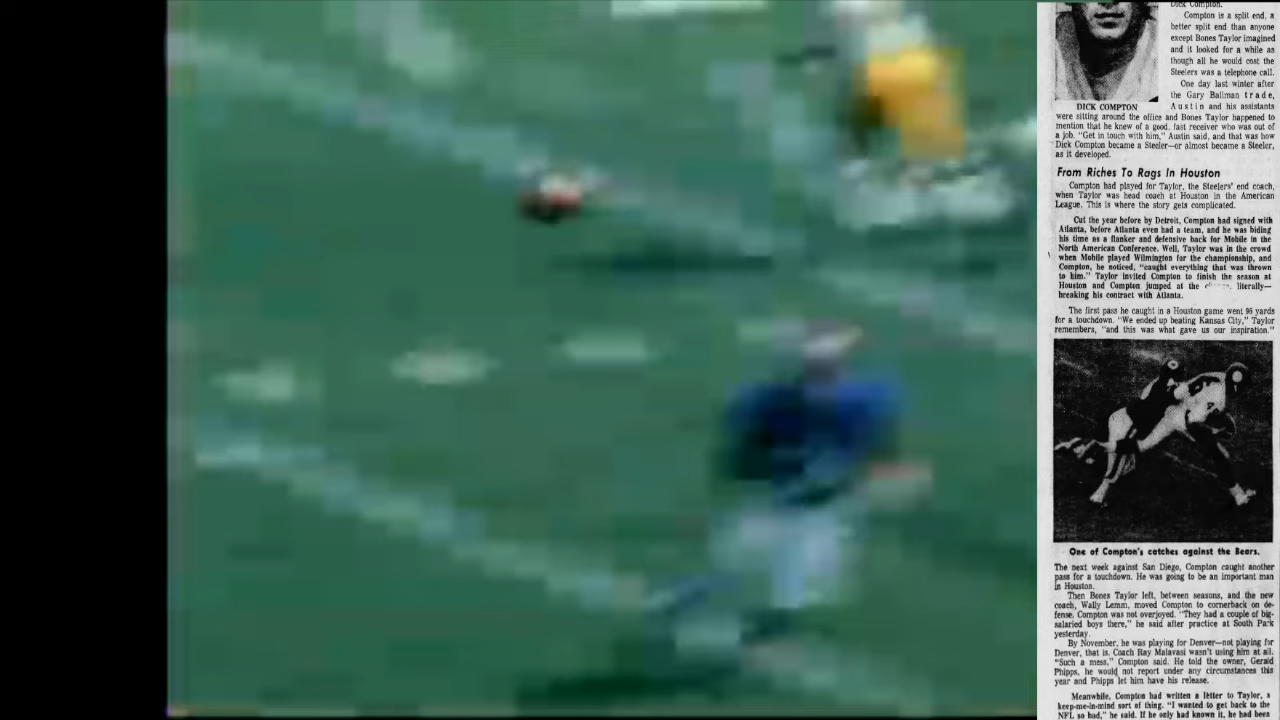 Dick Compton.
Compton is a split end, a
better split end than anyone
except Bones Taylor imagined
and it looked for a while as
though all he would cost the
Steelers was a telephone call.
One day last winter after
the Gary Ballman trade,
DICK COMPTON
Austin and his assistants
were sitting around the office and Bones Taylor happened to
mention that he knew of a good, fast receiver who was out of
a job. "Get in touch with him," Austin said, and that was how
Dick Compton became a Steeler—or almost became a Steeler,
as it developed.
From Riches To Rags In Houston
Compton had played for Taylor, the Steelers' end coach,
when Taylor was head coach at Houston in the American
League. This is where the story gets complicated.
Cut the year before by Detroit, Compton had signed with
Atlanta, before Atlanta even had a team, and he was biding
his time as a flanker and defensive back for Mobile in the
North American Conference. Well, Taylor was in the crowd
when Mobile played Wilmington for the championship, and
Compton, he noticed, "caught everything that was thrown
to him." Taylor invited Compton to finish the season at
Houston and Compton jumped at the literally—
breaking his contract with Atlanta.
The first pass he caught in a Houston game went 95 yards
for a touchdown. "We ended up beating Kansas City," Taylor
remembers, "and this was what gave us our inspiration."
One of Compton's catches against the Bears.
The next week against San Diego, Compton caught another
pass for a touchdown. He was going to be an important man
in Houston.
Then Bones Taylor left, between seasons, and the new
coach, Wally Lemm, moved Compton to cornerback on de-
fense. Compton was not overjoyed. "They had a couple of big-
salaried boys there," he said after practice at South Park
yesterday.
By November, he was playing for Denver—not playing for
Denver, that is. Coach Ray Malavasi wasn't using him at all.
"Such a mess," Compton said. He told the owner, Gerald
Phipps, he would not report under any circumstances this
year and Phipps let him have his release.
Meanwhile, Compton had written a letter to Taylor, a
keep-me-in-mind sort of thing. "I wanted to get back to the
NFL so bad," he said. If he only had known it, he had been